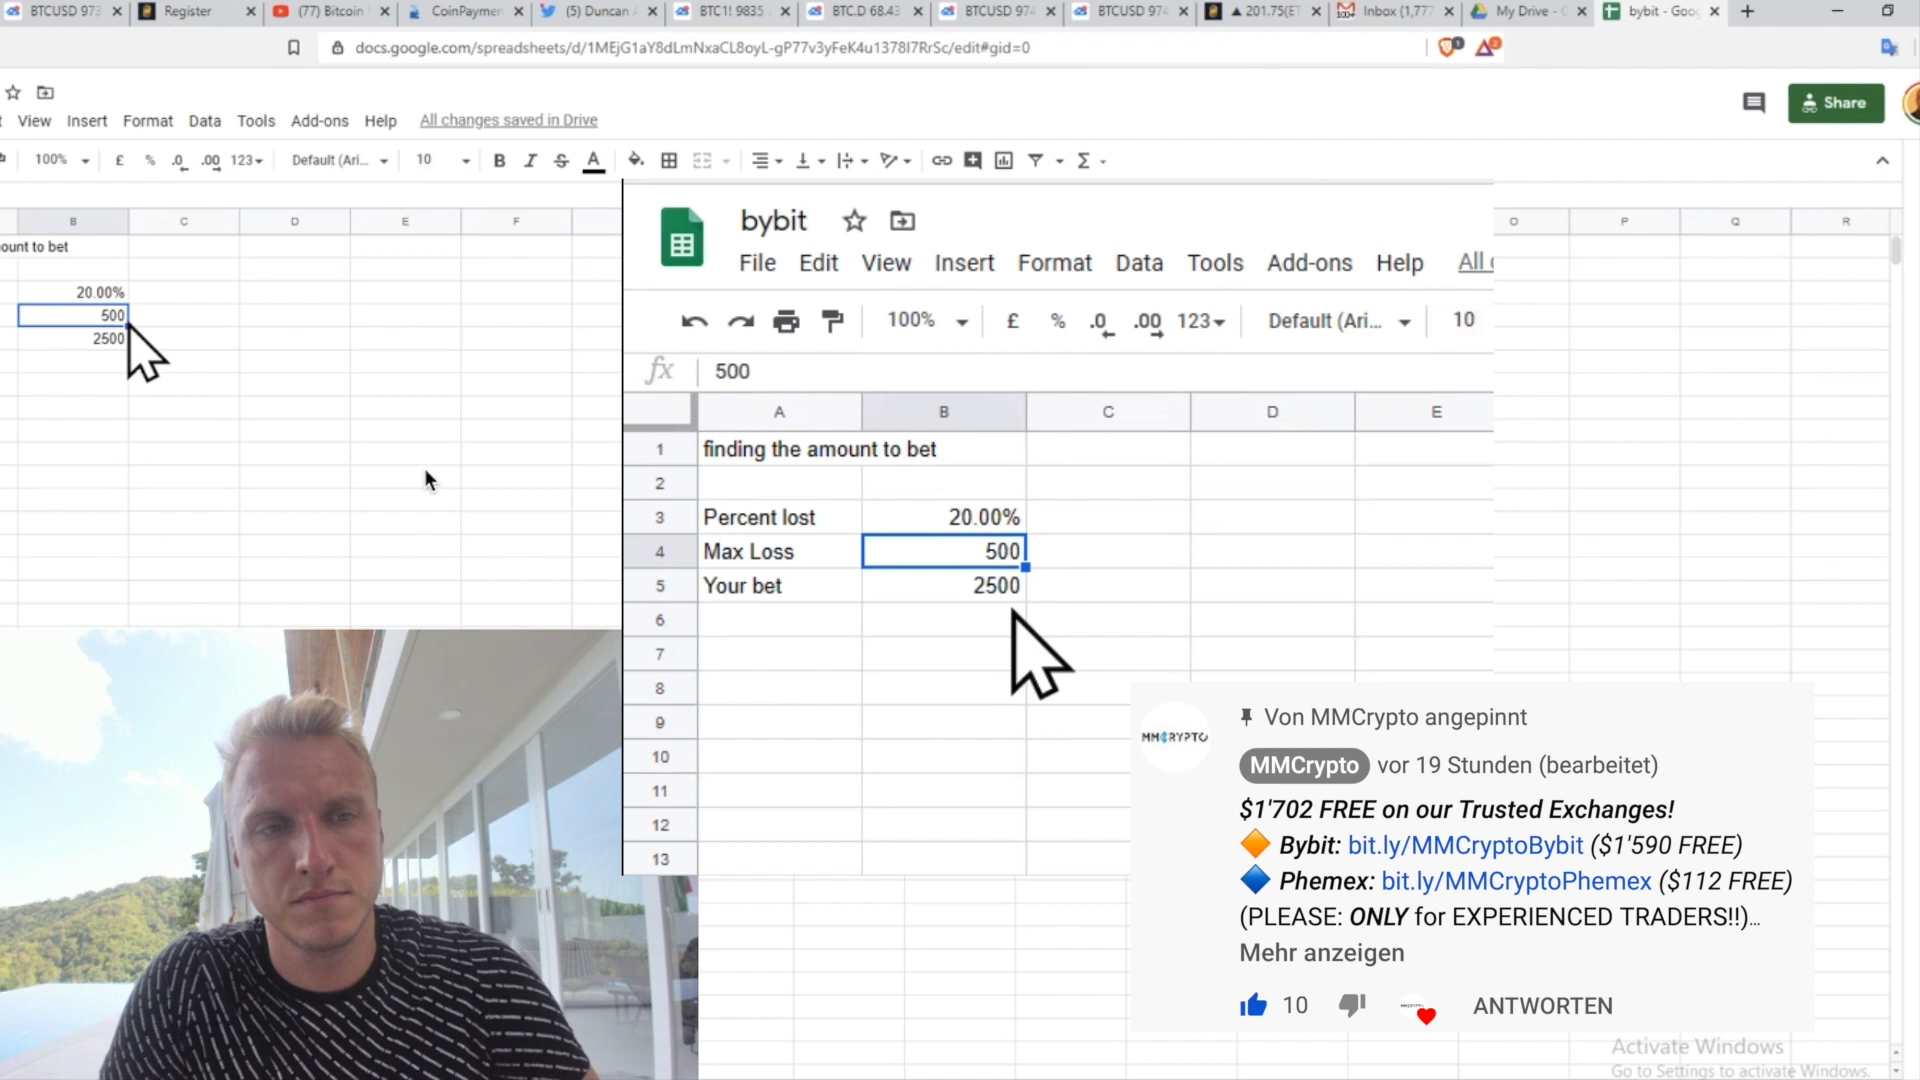 BTCUSD 973
Register
(77) Bitcoin
CoinPaymen
(5) Duncan
BTC1! 9835
BTC.D 68.43
BTCUSD 974
BTCUSD 974
▲ 201.75(ET
Inbox (1,777
My Drive - G
bybit - Goog
docs.google.com/spreadsheets/d/1MEjG1aY8dLmNxaCL8oyL-gP77v3yFeK4u1378I7RrSc/edit#gid=0
Share
View Insert Format Data Tools Add-ons Help All changes saved in Drive
100% £ % .0 .00 123 Default (Ari... 10 B I S A
B C D E F
ount to bet
20.00%
500
2500
O P Q R
bybit
File Edit View Insert Format Data Tools Add-ons Help All c
100% £ % .0 .00 123 Default (Ari... 10
fx 500
A B C D E
1 finding the amount to bet
2
3 Percent lost 20.00%
4 Max Loss 500
5 Your bet 2500
6
7
8
9
10
11
12
13
MMCRYPTO
Von MMCrypto angepinnt
MMCrypto vor 19 Stunden (bearbeitet)
$1'702 FREE on our Trusted Exchanges!
Bybit: bit.ly/MMCryptoBybit ($1'590 FREE)
Phemex: bit.ly/MMCryptoPhemex ($112 FREE)
(PLEASE: ONLY for EXPERIENCED TRADERS!!)...
Mehr anzeigen
10 ANTWORTEN
Activate Windows
Go to Settings to activate Windows.